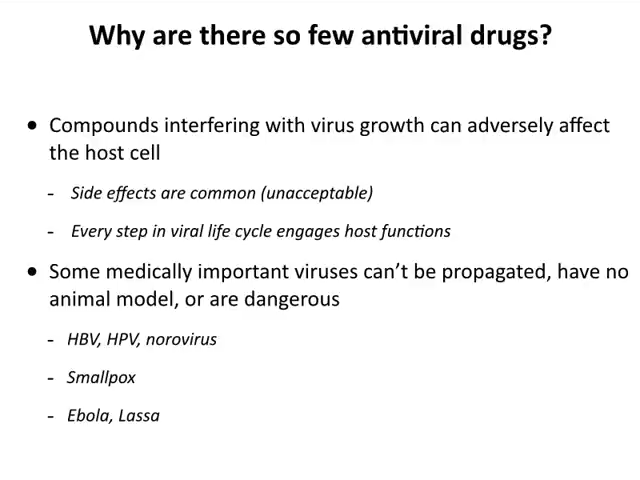 Why are there so few antiviral drugs?
• Compounds interfering with virus growth can adversely affect
the host cell
- Side effects are common (unacceptable)
- Every step in viral life cycle engages host functions
• Some medically important viruses can’t be propagated, have no
animal model, or are dangerous
- HBV, HPV, norovirus
- Smallpox
- Ebola, Lassa